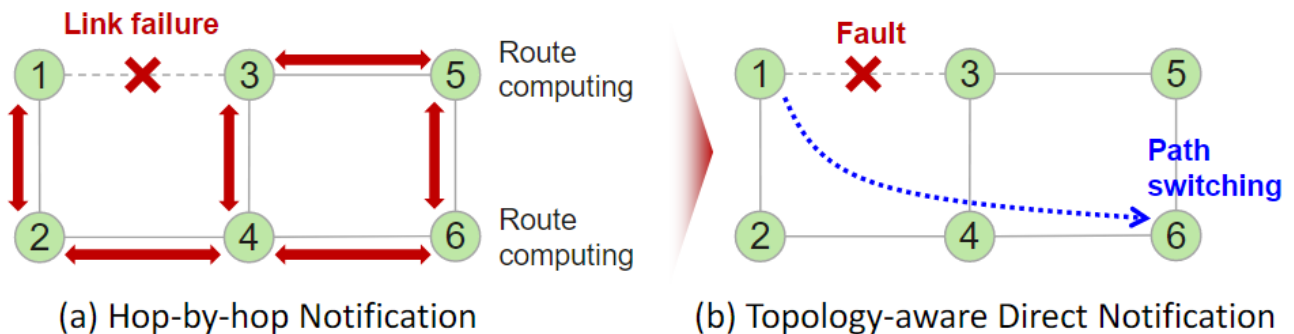 Link failure
1
3
5
Route
computing
2
4
6
Route
computing
(a) Hop-by-hop Notification
Fault
1
3
5
Path
switching
2
4
6
(b) Topology-aware Direct Notification